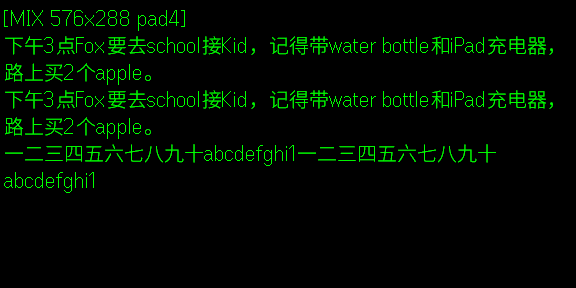 [MIX 576x288 pad4]
下午3点Fox要去school接Kid，记得带water bottle和iPad充电器，
路上买2个apple。
下午3点Fox要去school接Kid，记得带water bottle和iPad充电器，
路上买2个apple。
一二三四五六七八九十abcdefghi1一二三四五六七八九十
abcdefghi1